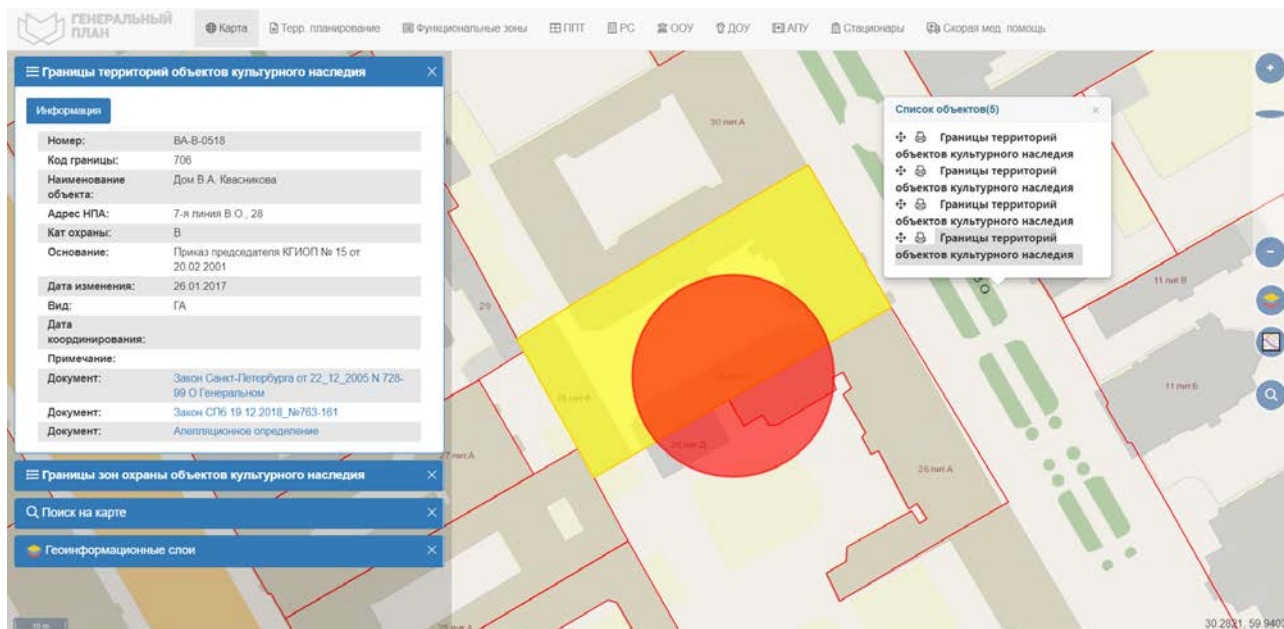 ГЕНЕРАЛЬНЫЙ
ПЛАН
Карта
Терр. планирование
Функциональные зоны
ППТ
РС
ООУ
ДОУ
АПУ
Стационары
Скорая мед. помощь
Границы территорий объектов культурного наследия
Информация
Номер: ВА-В-0518
Код границы: 706
Наименование Дом В.А. Квасникова
объекта:
Адрес НПА: 7-я линия В.О., 28
Кат охраны: В
Основание: Приказ председателя КГИОП № 15 от
20.02.2001
Дата изменения: 26.01.2017
Вид: ГА
Дата
координирования:
Примечание:
Документ: Закон Санкт-Петербурга от 22_12_2005 N 728-
99 О Генеральном
Документ: Закон СПб 19.12.2018_№763-161
Документ: Апелляционное определение
Границы зон охраны объектов культурного наследия
Поиск на карте
Геоинформационные слои
10 m
Список объектов(5)
Границы территорий
объектов культурного наследия
Границы территорий
объектов культурного наследия
Границы территорий
объектов культурного наследия
Границы территорий
объектов культурного наследия
30 лит.А
29
28 лит.Д
27 лит.А
26 лит.А
11 лит.В
11 лит.Б
30.2821, 59.940